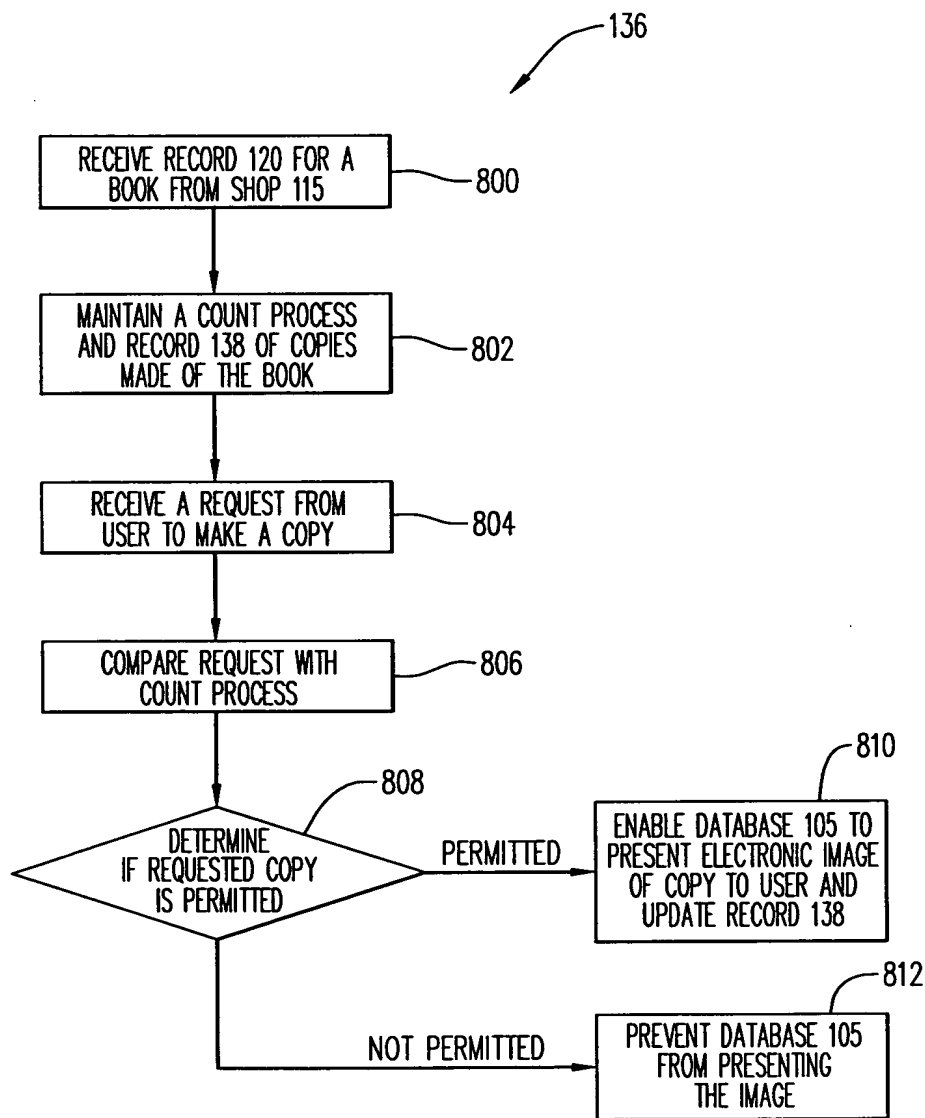 136
RECEIVE RECORD 120 FOR A
BOOK FROM SHOP 115
800
MAINTAIN A COUNT PROCESS
AND RECORD 138 OF COPIES
MADE OF THE BOOK
802
RECEIVE A REQUEST FROM
USER TO MAKE A COPY
804
COMPARE REQUEST WITH
COUNT PROCESS
806
808
DETERMINE
IF REQUESTED COPY
IS PERMITTED
PERMITTED
810
ENABLE DATABASE 105 TO
PRESENT ELECTRONIC IMAGE
OF COPY TO USER AND
UPDATE RECORD 138
NOT PERMITTED
812
PREVENT DATABASE 105
FROM PRESENTING
THE IMAGE